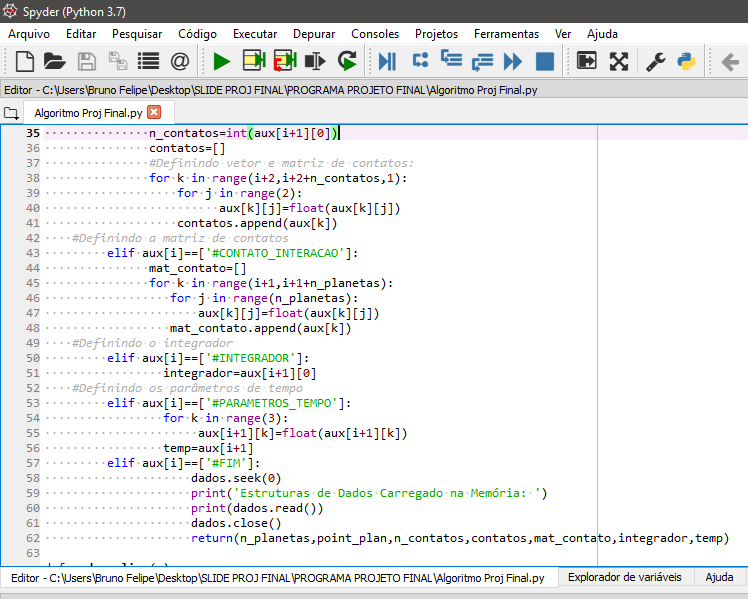 Spyder (Python 3.7)
Arquivo Editar Pesquisar Código Executar Depurar Consoles Projetos Ferramentas Ver Ajuda
Editor - C:\Users\Bruno Felipe\Desktop\SLIDE PROJ FINAL\PROGRAMA PROJETO FINAL\Algoritmo Proj Final.py
Algoritmo Proj Final.py
35 n_contatos=int(aux[i+1][0])
36 contatos=[]
37 #Definindo vetor e matriz de contatos:
38 for k in range(i+2,i+2+n_contatos,1):
39 for j in range(2):
40 aux[k][j]=float(aux[k][j])
41 contatos.append(aux[k])
42 #Definindo a matriz de contatos
43 elif aux[i]==['#CONTATO_INTERACAO']:
44 mat_contato=[]
45 for k in range(i+1,i+1+n_planetas):
46 for j in range(n_planetas):
47 aux[k][j]=float(aux[k][j])
48 mat_contato.append(aux[k])
49 #Definindo o integrador
50 elif aux[i]==['#INTEGRADOR']:
51 integrador=aux[i+1][0]
52 #Definindo os parâmetros de tempo
53 elif aux[i]==['#PARAMETROS_TEMPO']:
54 for k in range(3):
55 aux[i+1][k]=float(aux[i+1][k])
56 temp=aux[i+1]
57 elif aux[i]==['#FIM']:
58 dados.seek(0)
59 print('Estruturas de Dados Carregado na Memória: ')
60 print(dados.read())
61 dados.close()
62 return(n_planetas,point_plan,n_contatos,contatos,mat_contato,integrador,temp)
63
Editor - C:\Users\Bruno Felipe\Desktop\SLIDE PROJ FINAL\PROGRAMA PROJETO FINAL\Algoritmo Proj Final.py Explorador de variáveis Ajuda